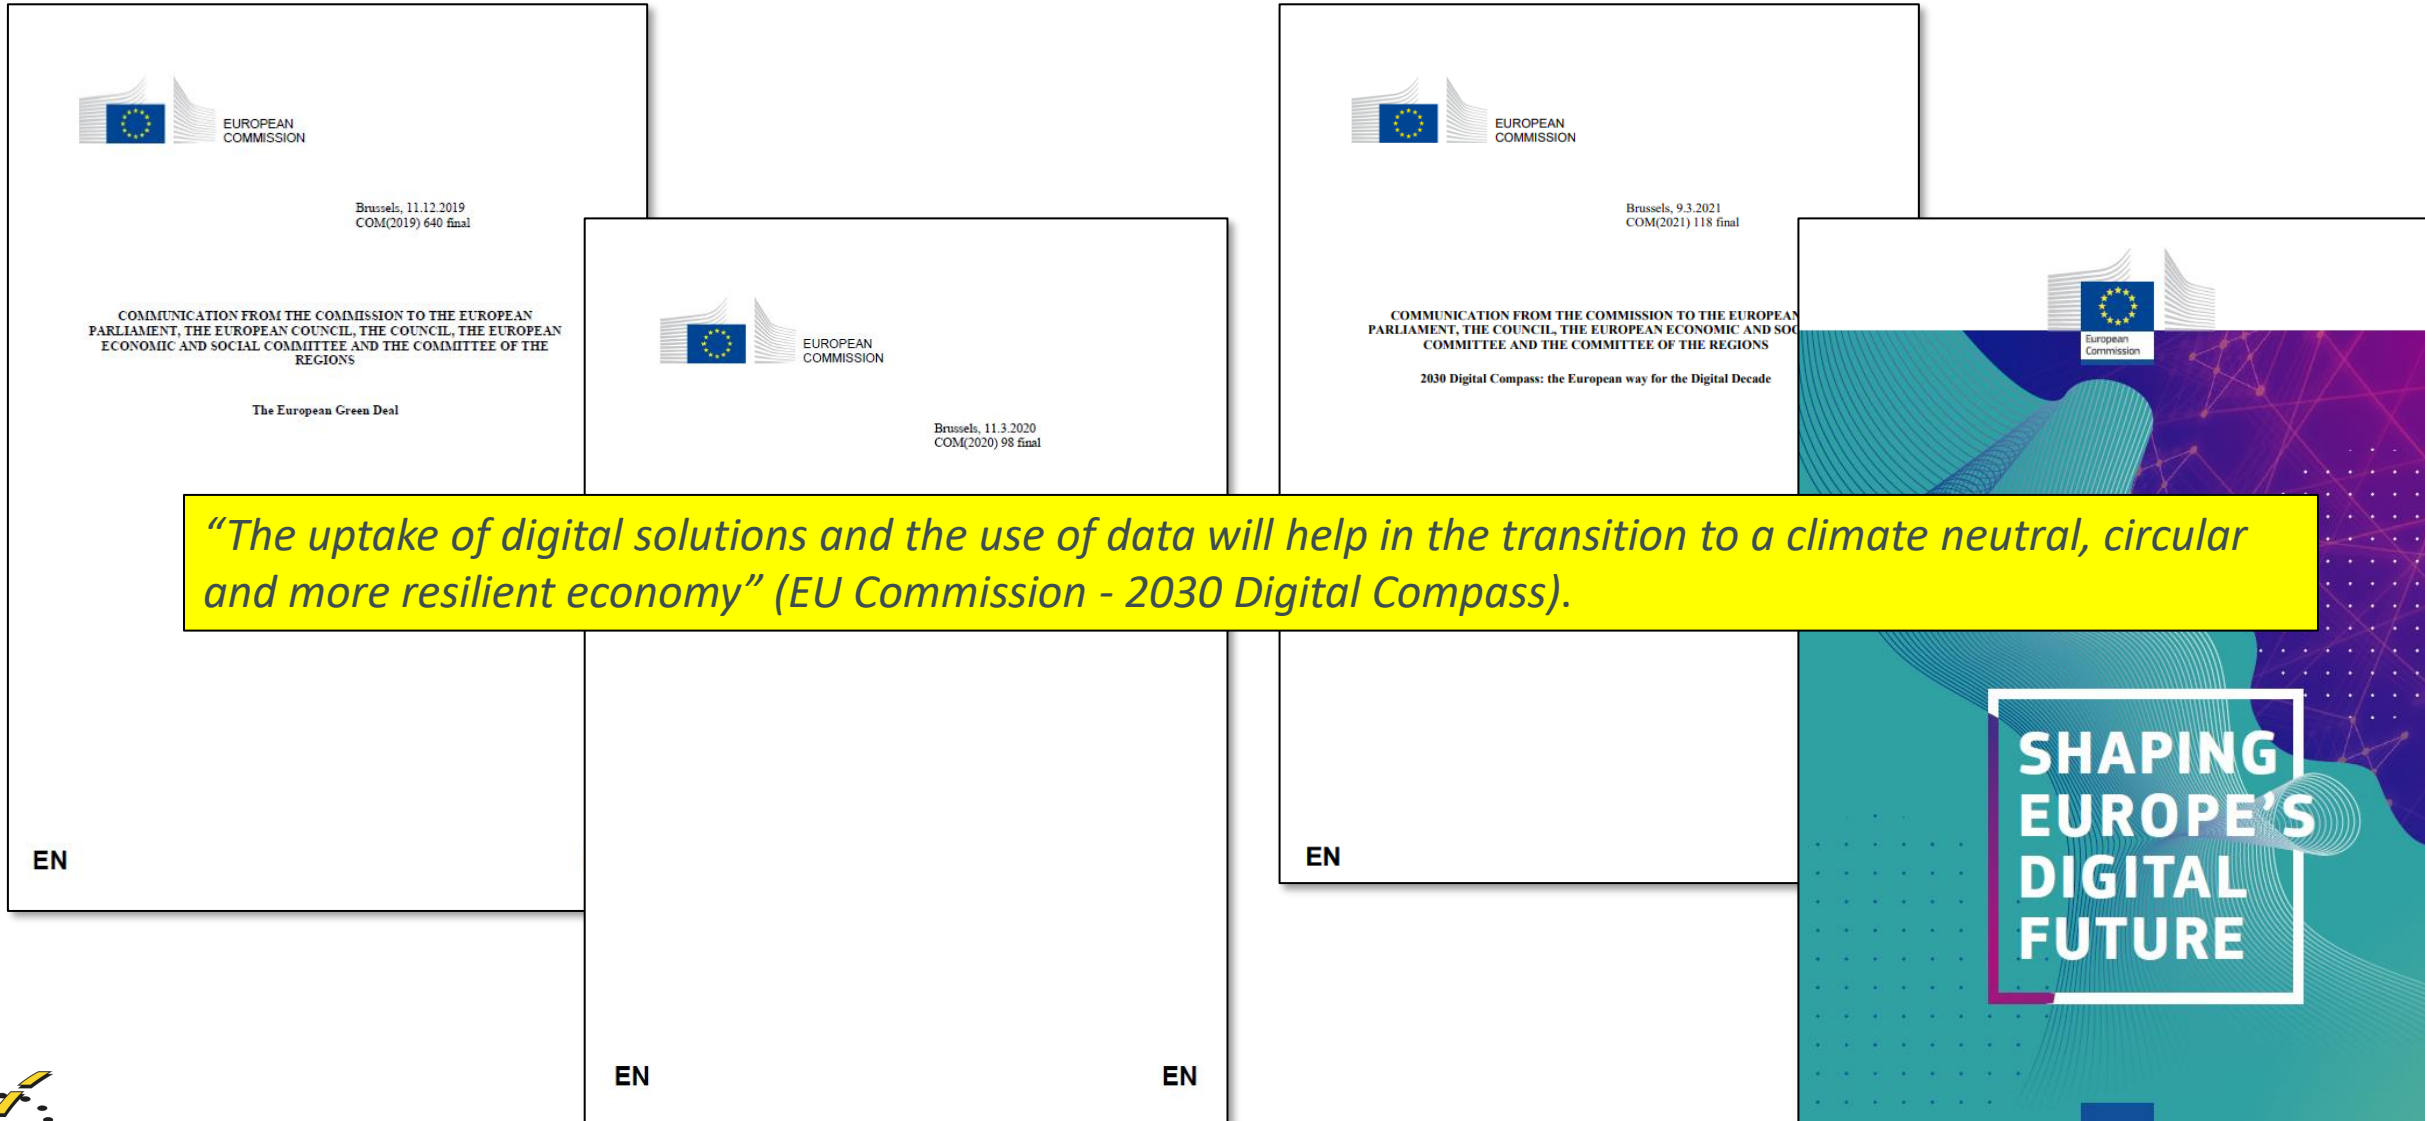 EUROPEAN
COMMISSION
Brussels, 11.12.2019
COM(2019) 640 final
COMMUNICATION FROM THE COMMISSION TO THE EUROPEAN
PARLIAMENT, THE EUROPEAN COUNCIL, THE COUNCIL, THE EUROPEAN
ECONOMIC AND SOCIAL COMMITTEE AND THE COMMITTEE OF THE
REGIONS
The European Green Deal
EN
EUROPEAN
COMMISSION
Brussels, 11.3.2020
COM(2020) 98 final
EN
EN
EUROPEAN
COMMISSION
Brussels, 9.3.2021
COM(2021) 118 final
COMMUNICATION FROM THE COMMISSION TO THE EUROPEAN
PARLIAMENT, THE COUNCIL, THE EUROPEAN ECONOMIC AND SOC
COMMITTEE AND THE COMMITTEE OF THE REGIONS
2030 Digital Compass: the European way for the Digital Decade
EN
European
Commission
SHAPING
EUROPE'S
DIGITAL
FUTURE
“The uptake of digital solutions and the use of data will help in the transition to a climate neutral, circular
and more resilient economy” (EU Commission - 2030 Digital Compass).